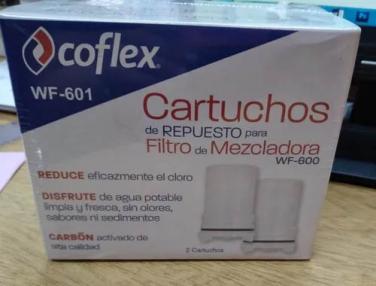 coflex
WF-601
Cartuchos
de REPUESTO para
Filtro de Mezcladora
WF-600
REDUCE eficazmente el cloro
DISFRUTE de agua potable
limpia y fresca, sin olores,
sabores ni sedimentos
CARBÓN activado de
alta calidad
2 Cartuchos